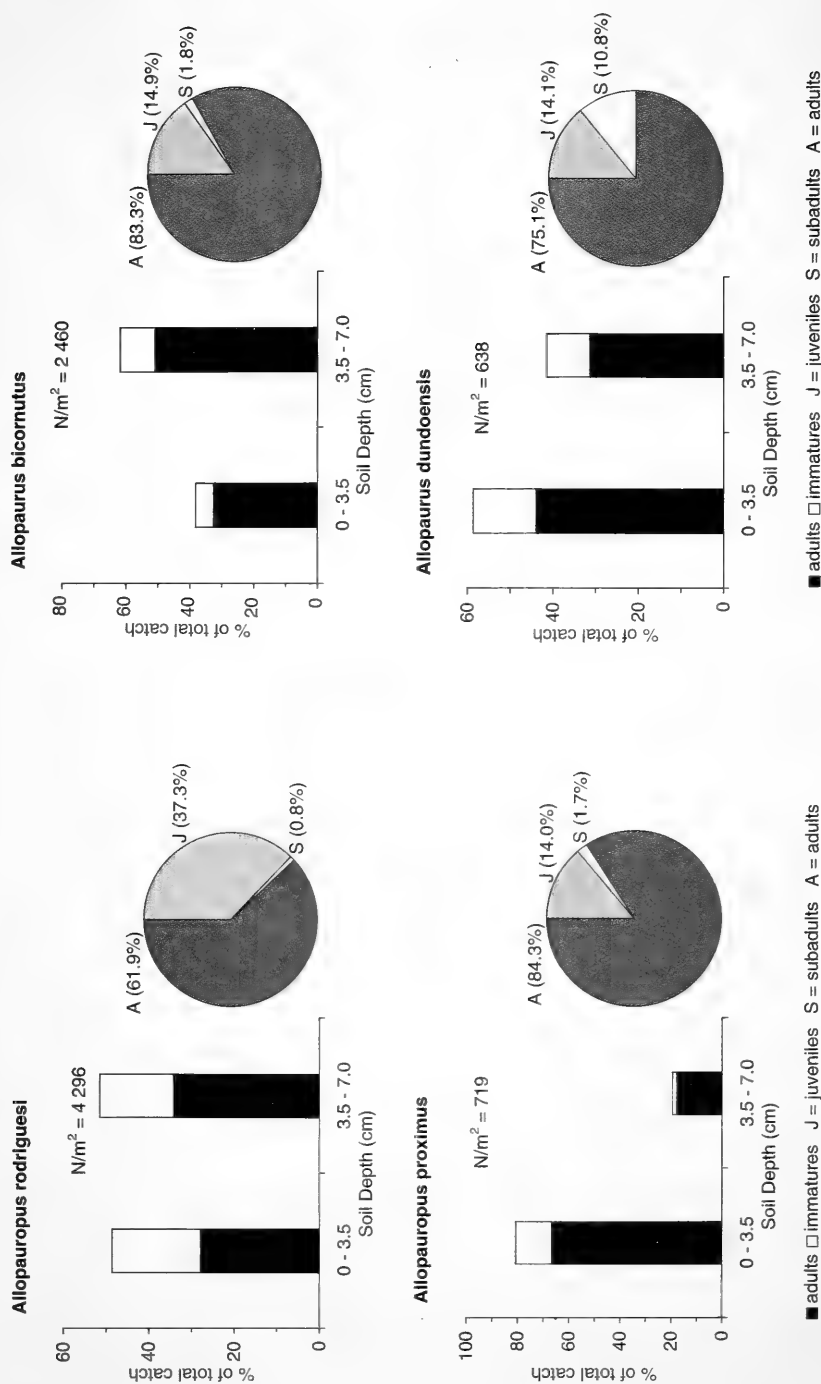 Allopauropus rodriguesi
N/m² = 4 296
% of total catch
60
40
20
0
0 - 3.5
3.5 - 7.0
Soil Depth (cm)
A (61.9%)
J (37.3%)
S (0.8%)
Allopaurus bicornutus
N/m² = 2 460
% of total catch
80
60
40
20
0
0 - 3.5
3.5 - 7.0
Soil Depth (cm)
A (83.3%)
J (14.9%)
S (1.8%)
Allopauropus proximus
N/m² = 719
% of total catch
100
80
60
40
20
0
0 - 3.5
3.5 - 7.0
Soil Depth (cm)
A (84.3%)
J (14.0%)
S (1.7%)
Allopaurus dundoensis
N/m² = 638
% of total catch
60
40
20
0
0 - 3.5
3.5 - 7.0
Soil Depth (cm)
A (75.1%)
J (14.1%)
S (10.8%)
■ adults □ immatures J = juveniles S = subadults A = adults
■ adults □ immatures J = juveniles S = subadults A = adults